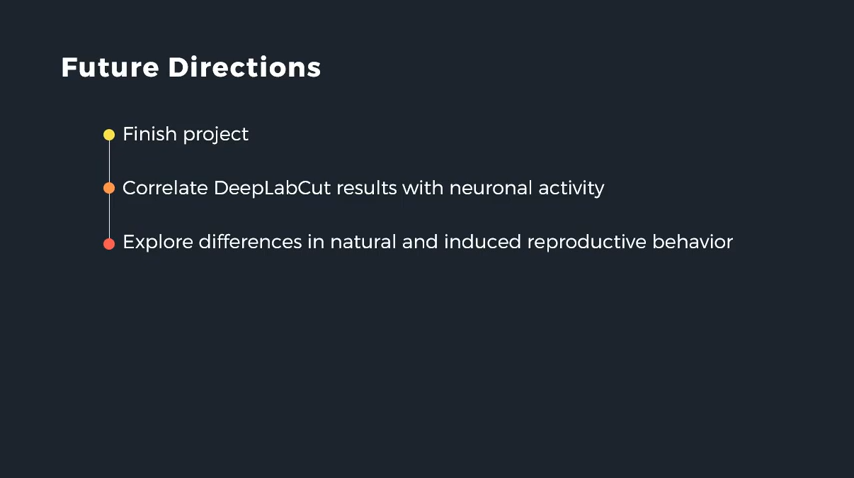 Future Directions
Finish project
Correlate DeepLabCut results with neuronal activity
Explore differences in natural and induced reproductive behavior